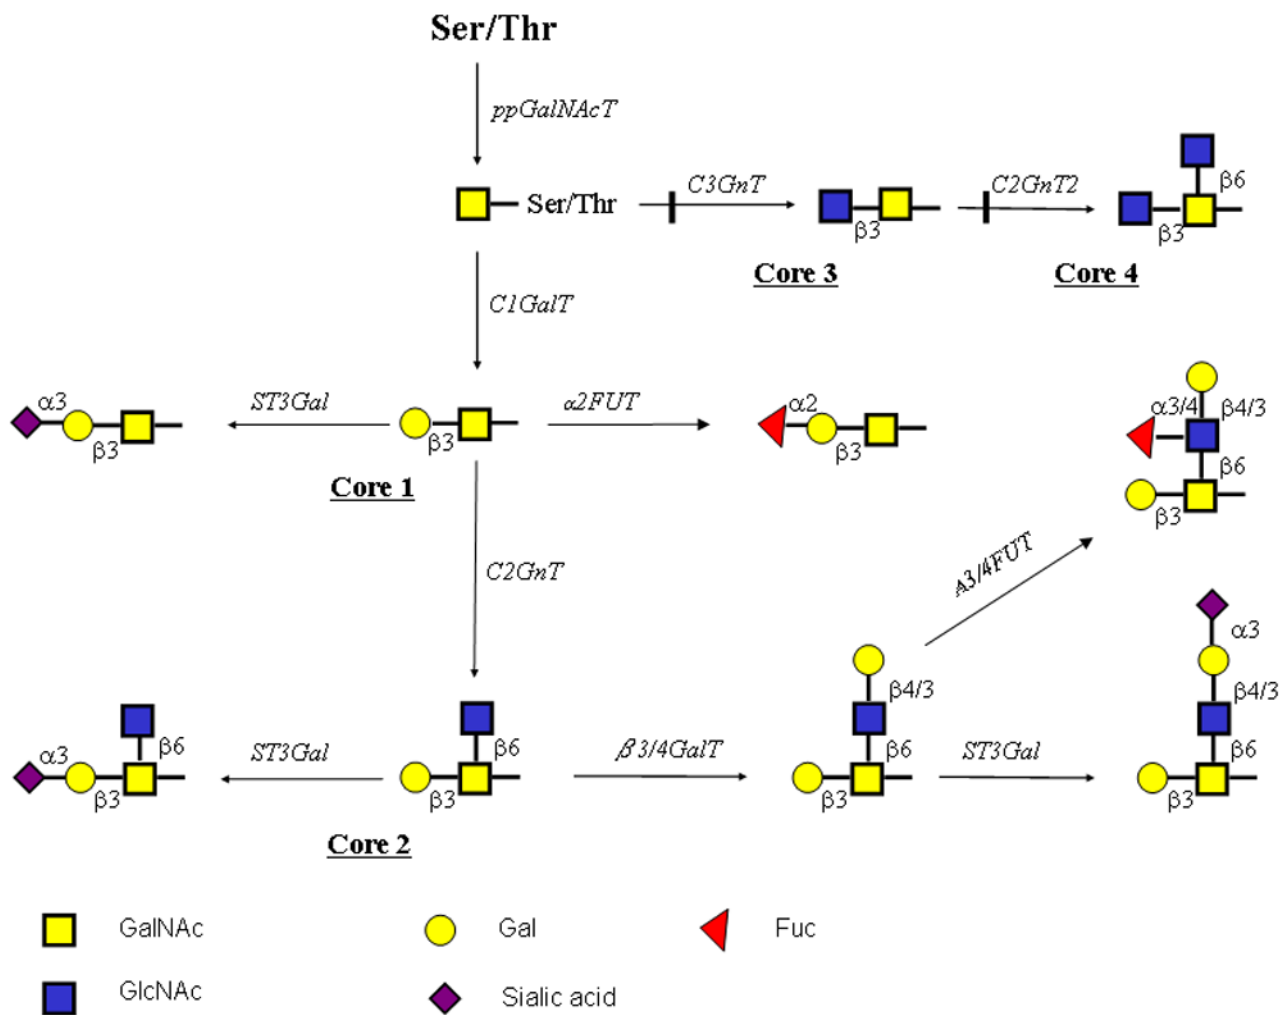 Ser/Thr
ppGalNAcT
Ser/Thr
C3GnT
β3
Core 3
C2GnT2
β6
β3
Core 4
C1GalT
α3
β3
ST3Gal
β3
Core 1
α2FUT
α2
β3
α3/4
β4/3
β6
β3
C2GnT
A3/4FUT
α3
β6
β3
ST3Gal
β6
β3
Core 2
β3/4GalT
β4/3
β6
β3
ST3Gal
α3
β4/3
β6
β3
GalNAc
Gal
Fuc
GlcNAc
Sialic acid